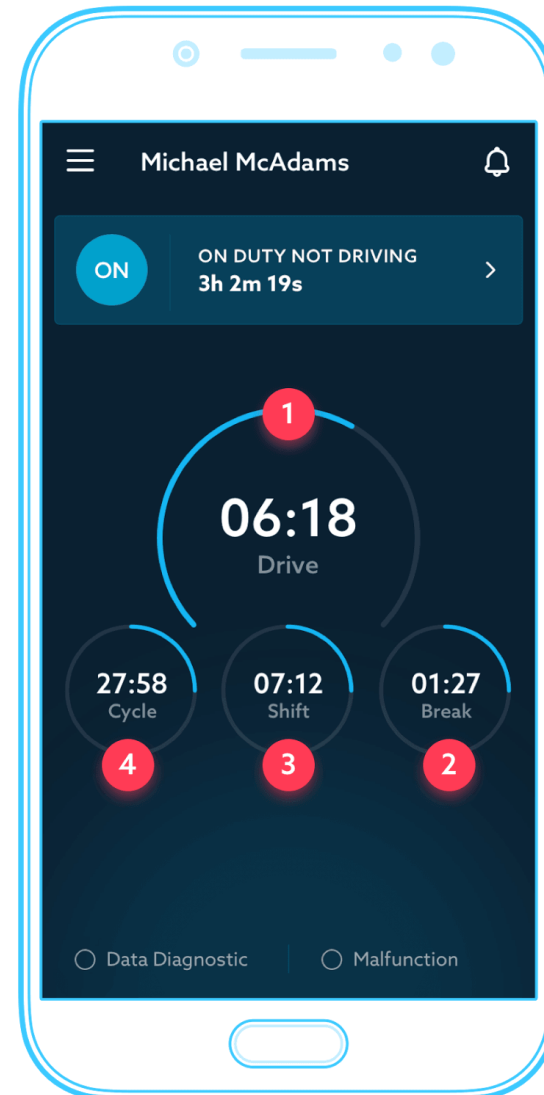 Michael McAdams
ON
ON DUTY NOT DRIVING
3h 2m 19s
1
06:18
Drive
27:58
Cycle
07:12
Shift
01:27
Break
4
3
2
Data Diagnostic
Malfunction